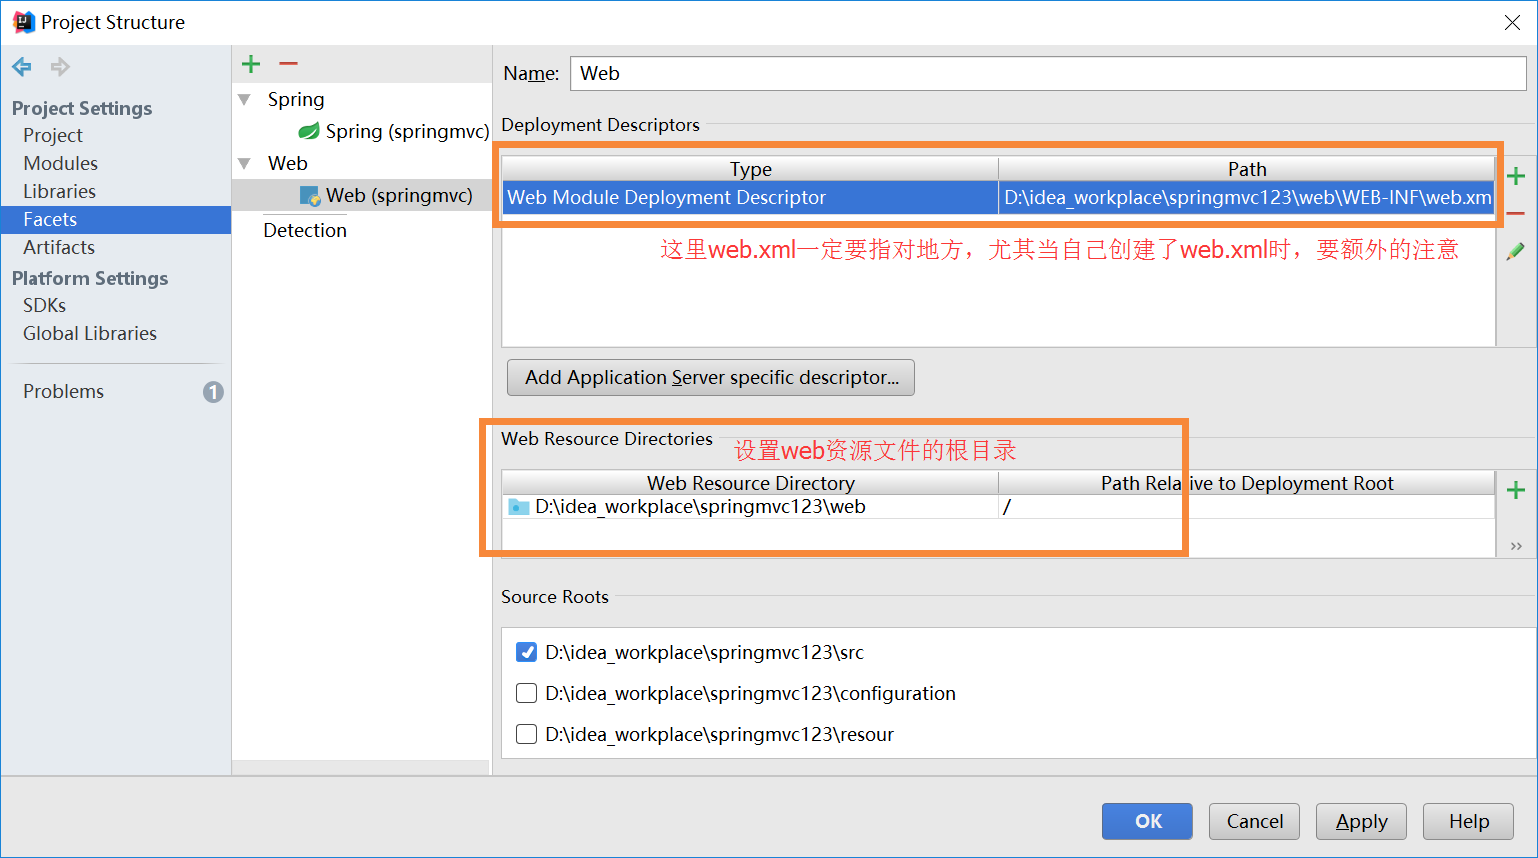 Project Structure
Project Settings
Project
Modules
Libraries
Facets
Artifacts
Platform Settings
SDKs
Global Libraries
Problems
1
Spring
Spring (springmvc)
Web
Web (springmvc)
Detection
Name: Web
Deployment Descriptors
Type Path
Web Module Deployment Descriptor D:\idea_workplace\springmvc123\web\WEB-INF\web.xm
这里web.xml一定要指对地方，尤其当自己创建了web.xml时，要额外的注意
Add Application Server specific descriptor...
Web Resource Directories
设置web资源文件的根目录
Web Resource Directory Path Relative to Deployment Root
D:\idea_workplace\springmvc123\web /
Source Roots
D:\idea_workplace\springmvc123\src
D:\idea_workplace\springmvc123\configuration
D:\idea_workplace\springmvc123\resour
OK Cancel Apply Help